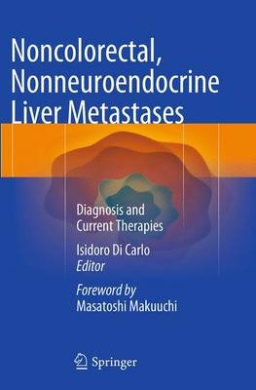 Noncolorectal,
Nonneuroendocrine
Liver Metastases
Diagnosis and
Current Therapies
Isidoro Di Carlo
Editor
Foreword by
Masatoshi Makuuchi
Springer